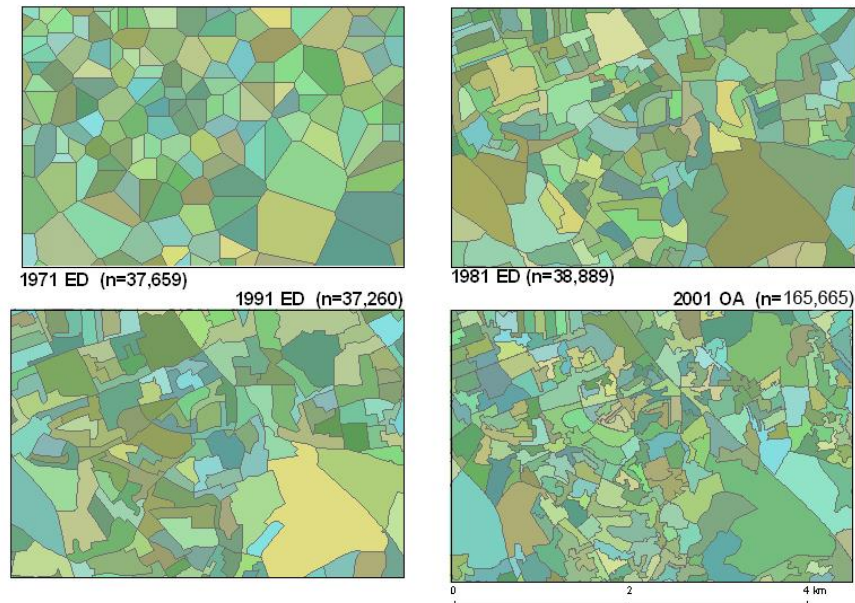 1971 ED (n=37,659)
1981 ED (n=38,889)
1991 ED (n=37,260)
2001 OA (n=165,665)
0 2 4 km